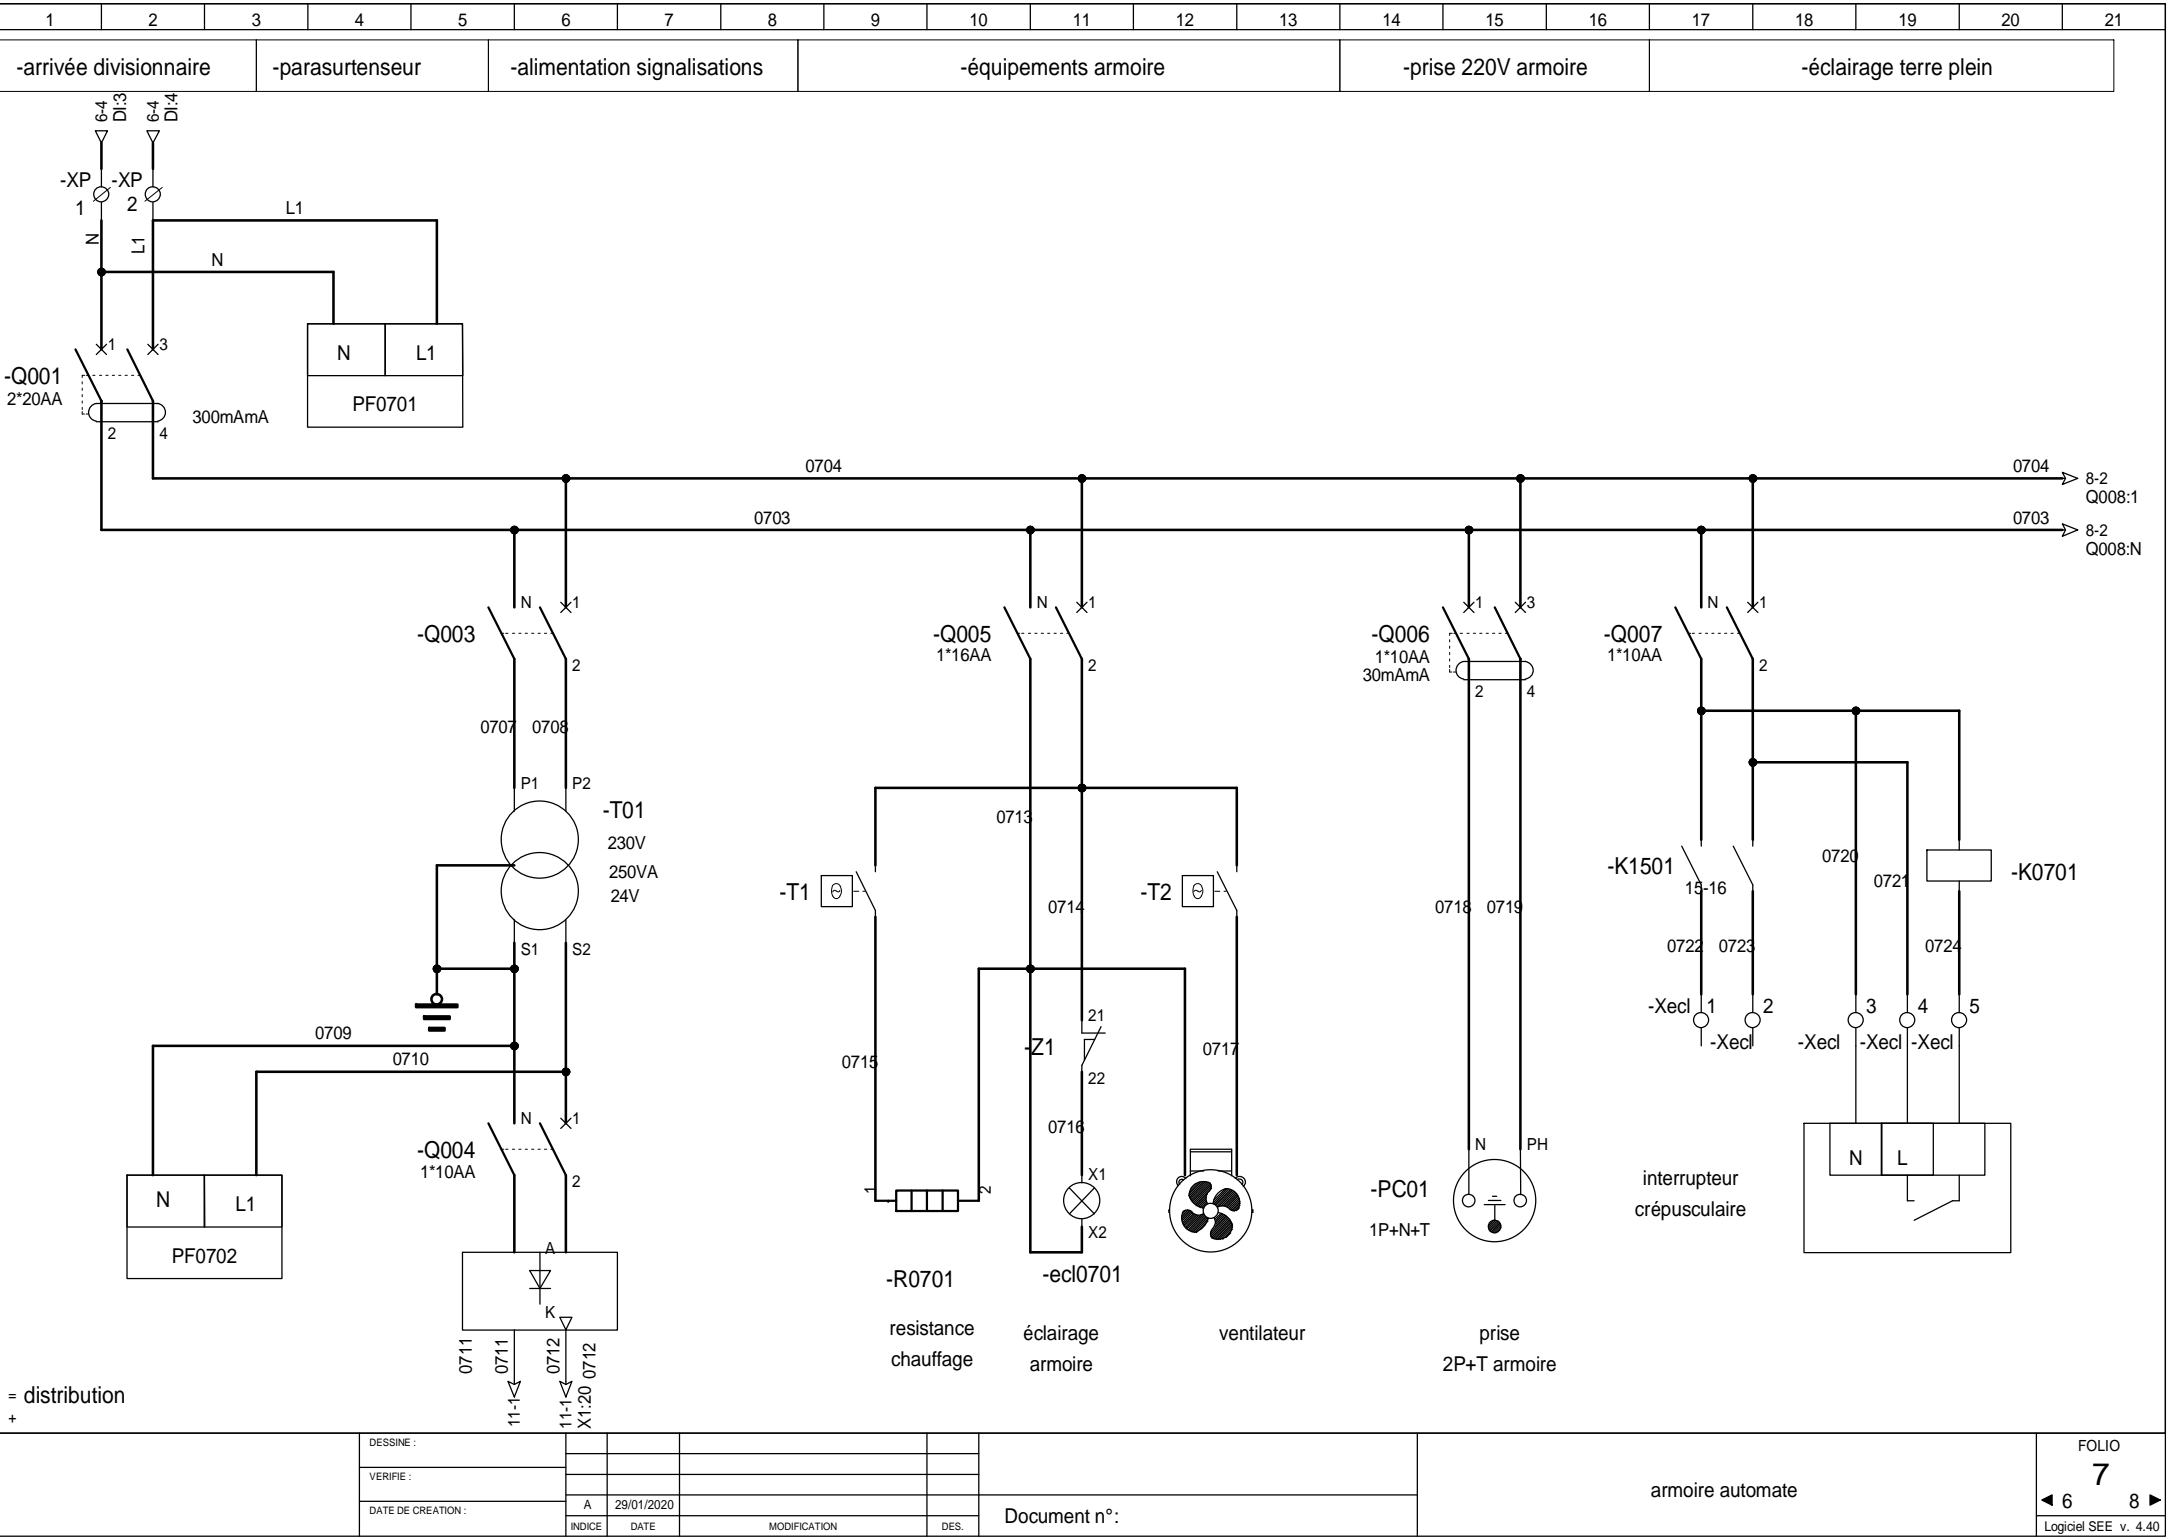 1 2 3 4 5 6 7 8 9 10 11 12 13 14 15 16 17 18 19 20 21
-arrivée divisionnaire -parasurtenseur -alimentation signalisations -équipements armoire -prise 220V armoire -éclairage terre plein
6-4 DI:3 6-4 DI:4
-XP 1 -XP 2
L1
N L1
N
1 3
-Q001
2*20AA
300mAmA
2 4
N L1
PF0701
0704 0704 8-2
Q008:1
0703 0703 8-2
Q008:N
N 1 N 1 1 3 N 1
-Q003 -Q005 -Q006 -Q007
1*16AA 1*10AA 1*10AA
30mAmA
2 2 2 4 2
0707 0708
P1 P2
-T01
230V
250VA
24V
S1 S2
0713
-T1 -T2
0714
0718 0719
-K1501
15-16
0720
0721
-K0701
0722 0723 0724
-Xecl 1 2 3 4 5
-Xecl -Xecl -Xecl -Xecl
0709
0710
21
-Z1
22
0715 0717
0716
N 1
-Q004
1*10AA
2
N L1
PF0702
A
K
0711 0711 0712 0712
11-1 11-1
X1:20
1 2
X1
X2
-R0701
resistance
chauffage
-ecl0701
éclairage
armoire
ventilateur
N PH
-PC01
1P+N+T
prise
2P+T armoire
interrupteur
crépusculaire
N L
= distribution
+
DESSINE :
VERIFIE :
DATE DE CREATION :
A 29/01/2020
INDICE DATE MODIFICATION DES.
Document n°:
armoire automate
FOLIO
7
◄ 6 8 ►
Logiciel SEE v. 4.40